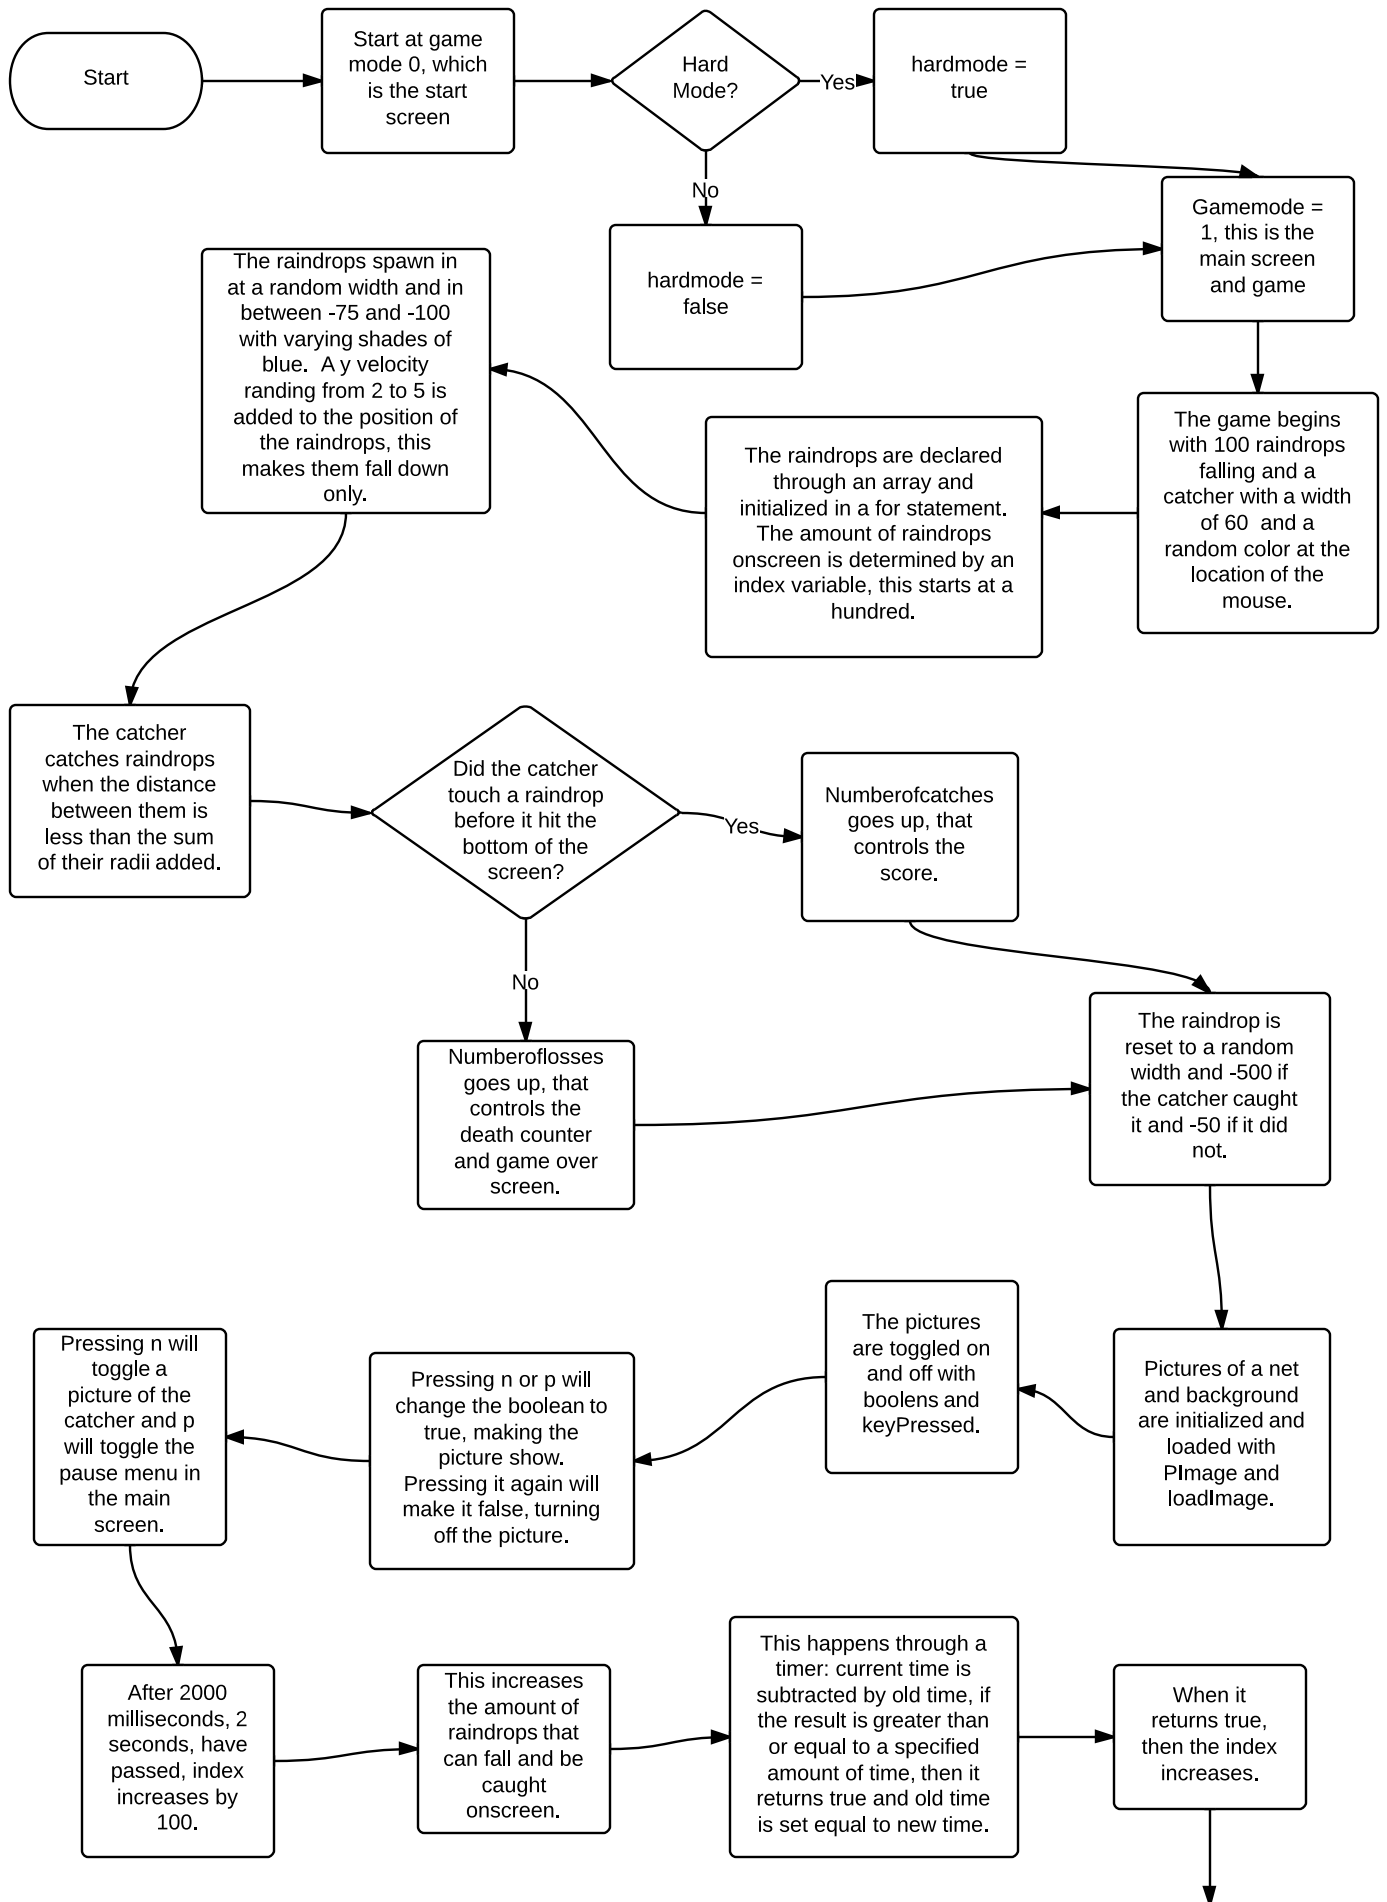 Start
Start at game
mode 0, which
is the start
screen
Hard
Mode?
Yes
hardmode =
true
No
hardmode =
false
Gamemode =
1, this is the
main screen
and game
The game begins
with 100 raindrops
falling and a
catcher with a width
of 60  and a
random color at the
location of the
mouse.
The raindrops are declared
through an array and
initialized in a for statement.
The amount of raindrops
onscreen is determined by an
index variable, this starts at a
hundred.
The raindrops spawn in
at a random width and in
between -75 and -100
with varying shades of
blue.  A y velocity
randing from 2 to 5 is
added to the position of
the raindrops, this
makes them fall down
only.
The catcher
catches raindrops
when the distance
between them is
less than the sum
of their radii added.
Did the catcher
touch a raindrop
before it hit the
bottom of the
screen?
Yes
Numberofcatches
goes up, that
controls the
score.
No
Numberoflosses
goes up, that
controls the
death counter
and game over
screen.
The raindrop is
reset to a random
width and -500 if
the catcher caught
it and -50 if it did
not.
Pictures of a net
and background
are initialized and
loaded with
PImage and
loadImage.
The pictures
are toggled on
and off with
boolens and
keyPressed.
Pressing n or p will
change the boolean to
true, making the
picture show.
Pressing it again will
make it false, turning
off the picture.
Pressing n will
toggle a
picture of the
catcher and p
will toggle the
pause menu in
the main
screen.
After 2000
milliseconds, 2
seconds, have
passed, index
increases by
100.
This increases
the amount of
raindrops that
can fall and be
caught
onscreen.
This happens through a
timer: current time is
subtracted by old time, if
the result is greater than
or equal to a specified
amount of time, then it
returns true and old time
is set equal to new time.
When it
returns true,
then the index
increases.